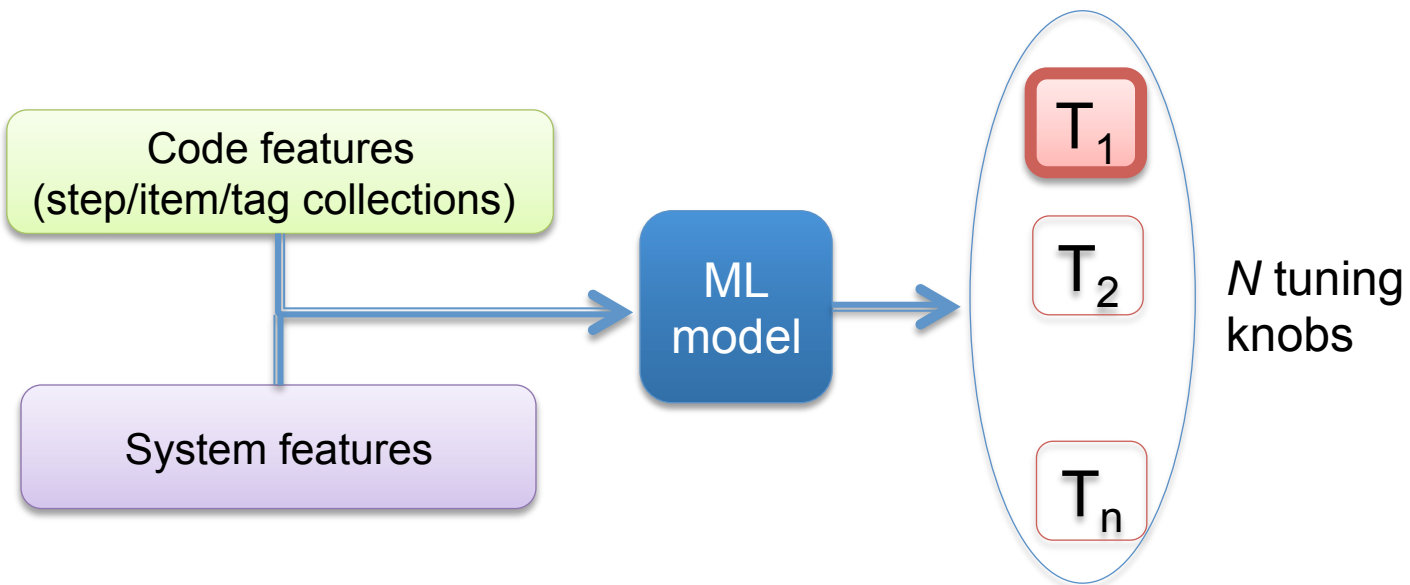 Code features
(step/item/tag collections)
System features
ML
model
T₁
T₂
Tₙ
N tuning
knobs